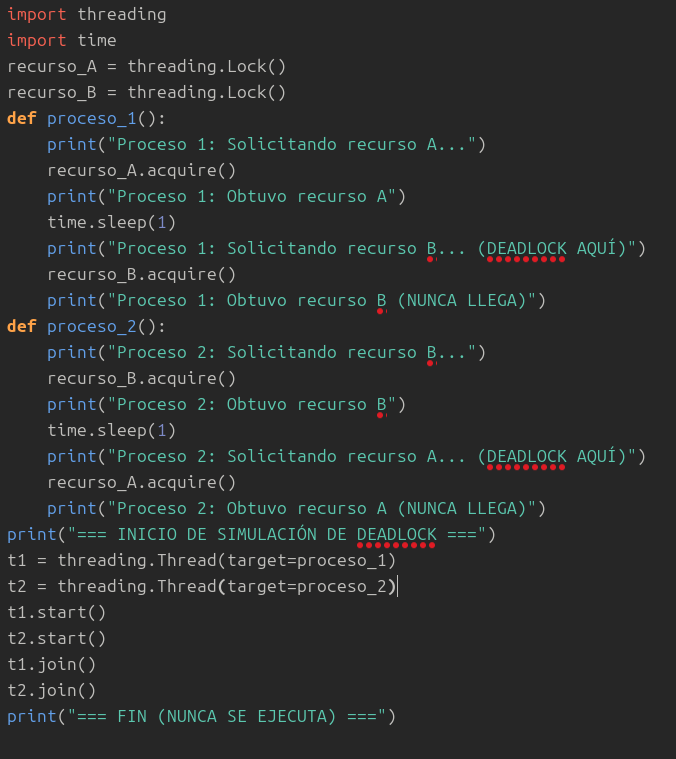 import threading
import time
recurso_A = threading.Lock()
recurso_B = threading.Lock()
def proceso_1():
    print("Proceso 1: Solicitando recurso A...")
    recurso_A.acquire()
    print("Proceso 1: Obtuvo recurso A")
    time.sleep(1)
    print("Proceso 1: Solicitando recurso B... (DEADLOCK AQUÍ)")
    recurso_B.acquire()
    print("Proceso 1: Obtuvo recurso B (NUNCA LLEGA)")
def proceso_2():
    print("Proceso 2: Solicitando recurso B...")
    recurso_B.acquire()
    print("Proceso 2: Obtuvo recurso B")
    time.sleep(1)
    print("Proceso 2: Solicitando recurso A... (DEADLOCK AQUÍ)")
    recurso_A.acquire()
    print("Proceso 2: Obtuvo recurso A (NUNCA LLEGA)")
print("=== INICIO DE SIMULACIÓN DE DEADLOCK ===")
t1 = threading.Thread(target=proceso_1)
t2 = threading.Thread(target=proceso_2)
t1.start()
t2.start()
t1.join()
t2.join()
print("=== FIN (NUNCA SE EJECUTA) ===")